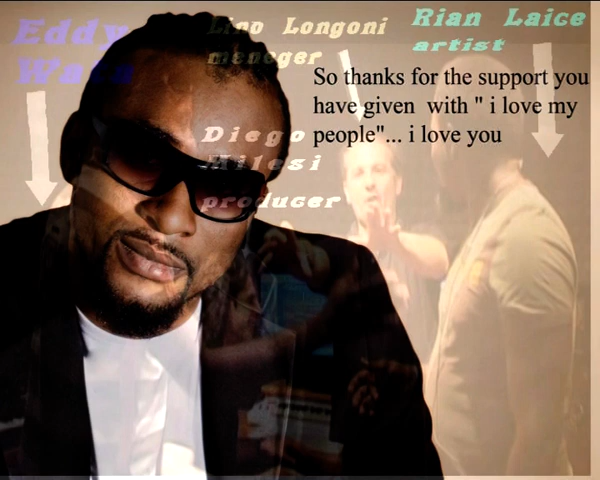 Eddy
Wata
Lino Longoni
meneger
Rian Laice
artist
So thanks for the support you
have given with " i love my
people"... i love you
Diego
Milesi
producer